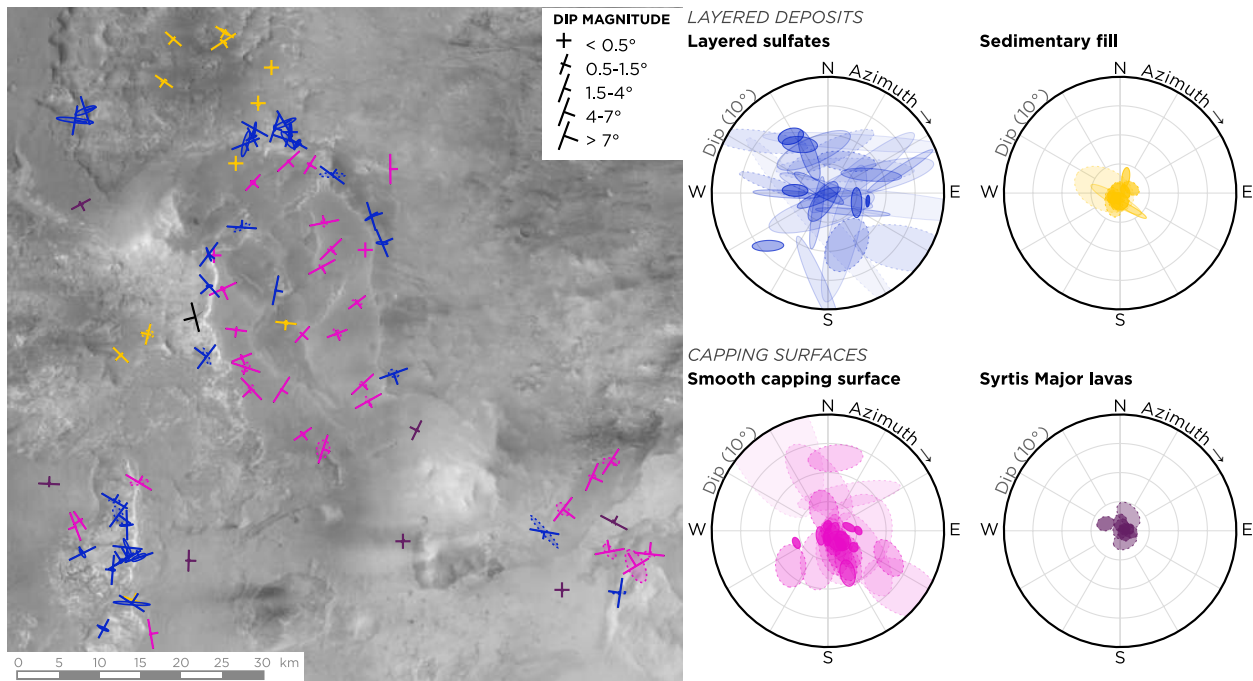 DIP MAGNITUDE
< 0.5°
0.5-1.5°
1.5-4°
4-7°
> 7°
0 5 10 15 20 25 30 km
LAYERED DEPOSITS
Layered sulfates
N
Azimuth →
Dip (10°)
W
E
S
Sedimentary fill
N
Azimuth →
Dip (10°)
W
E
S
CAPPING SURFACES
Smooth capping surface
N
Azimuth →
Dip (10°)
W
E
S
Syrtis Major lavas
N
Azimuth →
Dip (10°)
W
E
S